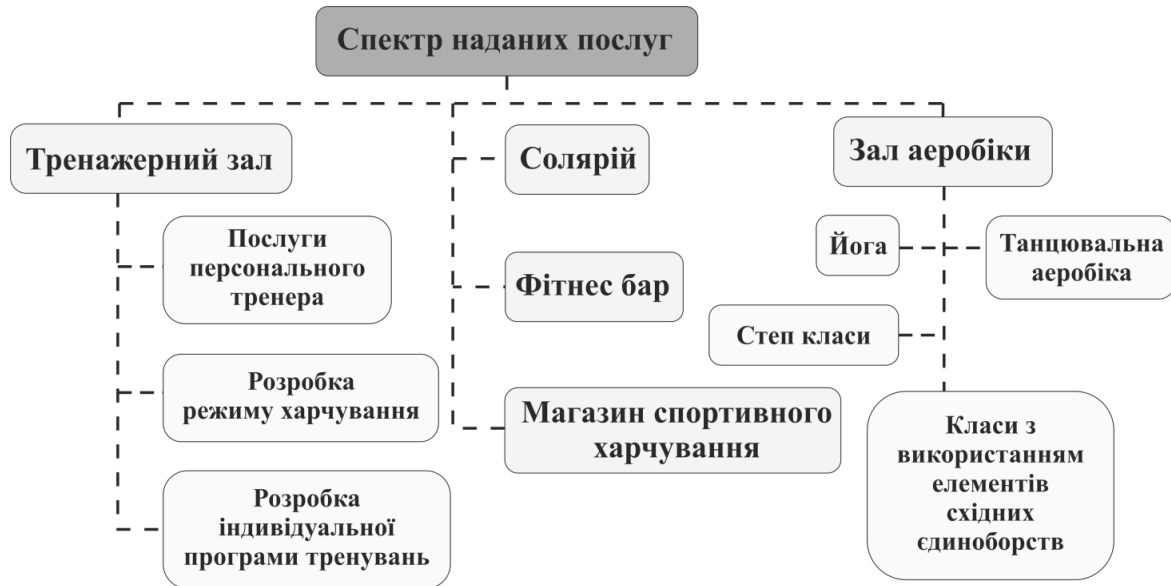 Спектр наданих послуг
Тренажерний зал
Послуги
персонального
тренера
Розробка
режиму харчування
Розробка
індивідуальної
програми тренувань
Солярій
Фітнес бар
Магазин спортивного
харчування
Зал аеробіки
Йога
Танцювальна
аеробіка
Степ класи
Класи з
використанням
елементів
східних
єдиноборств